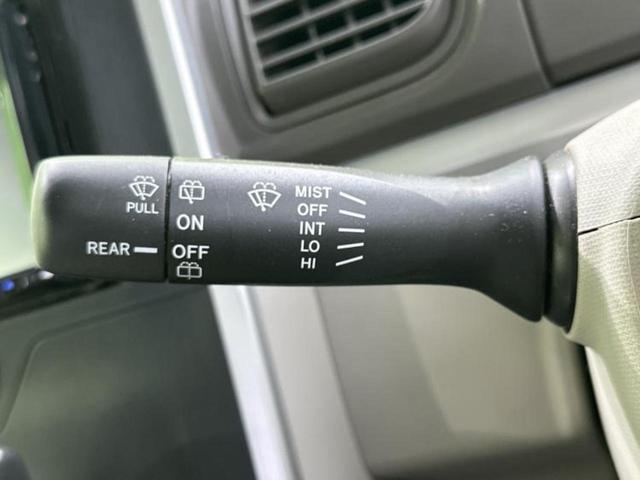 PULL
REAR
ON
OFF
MIST
OFF
INT
LO
HI